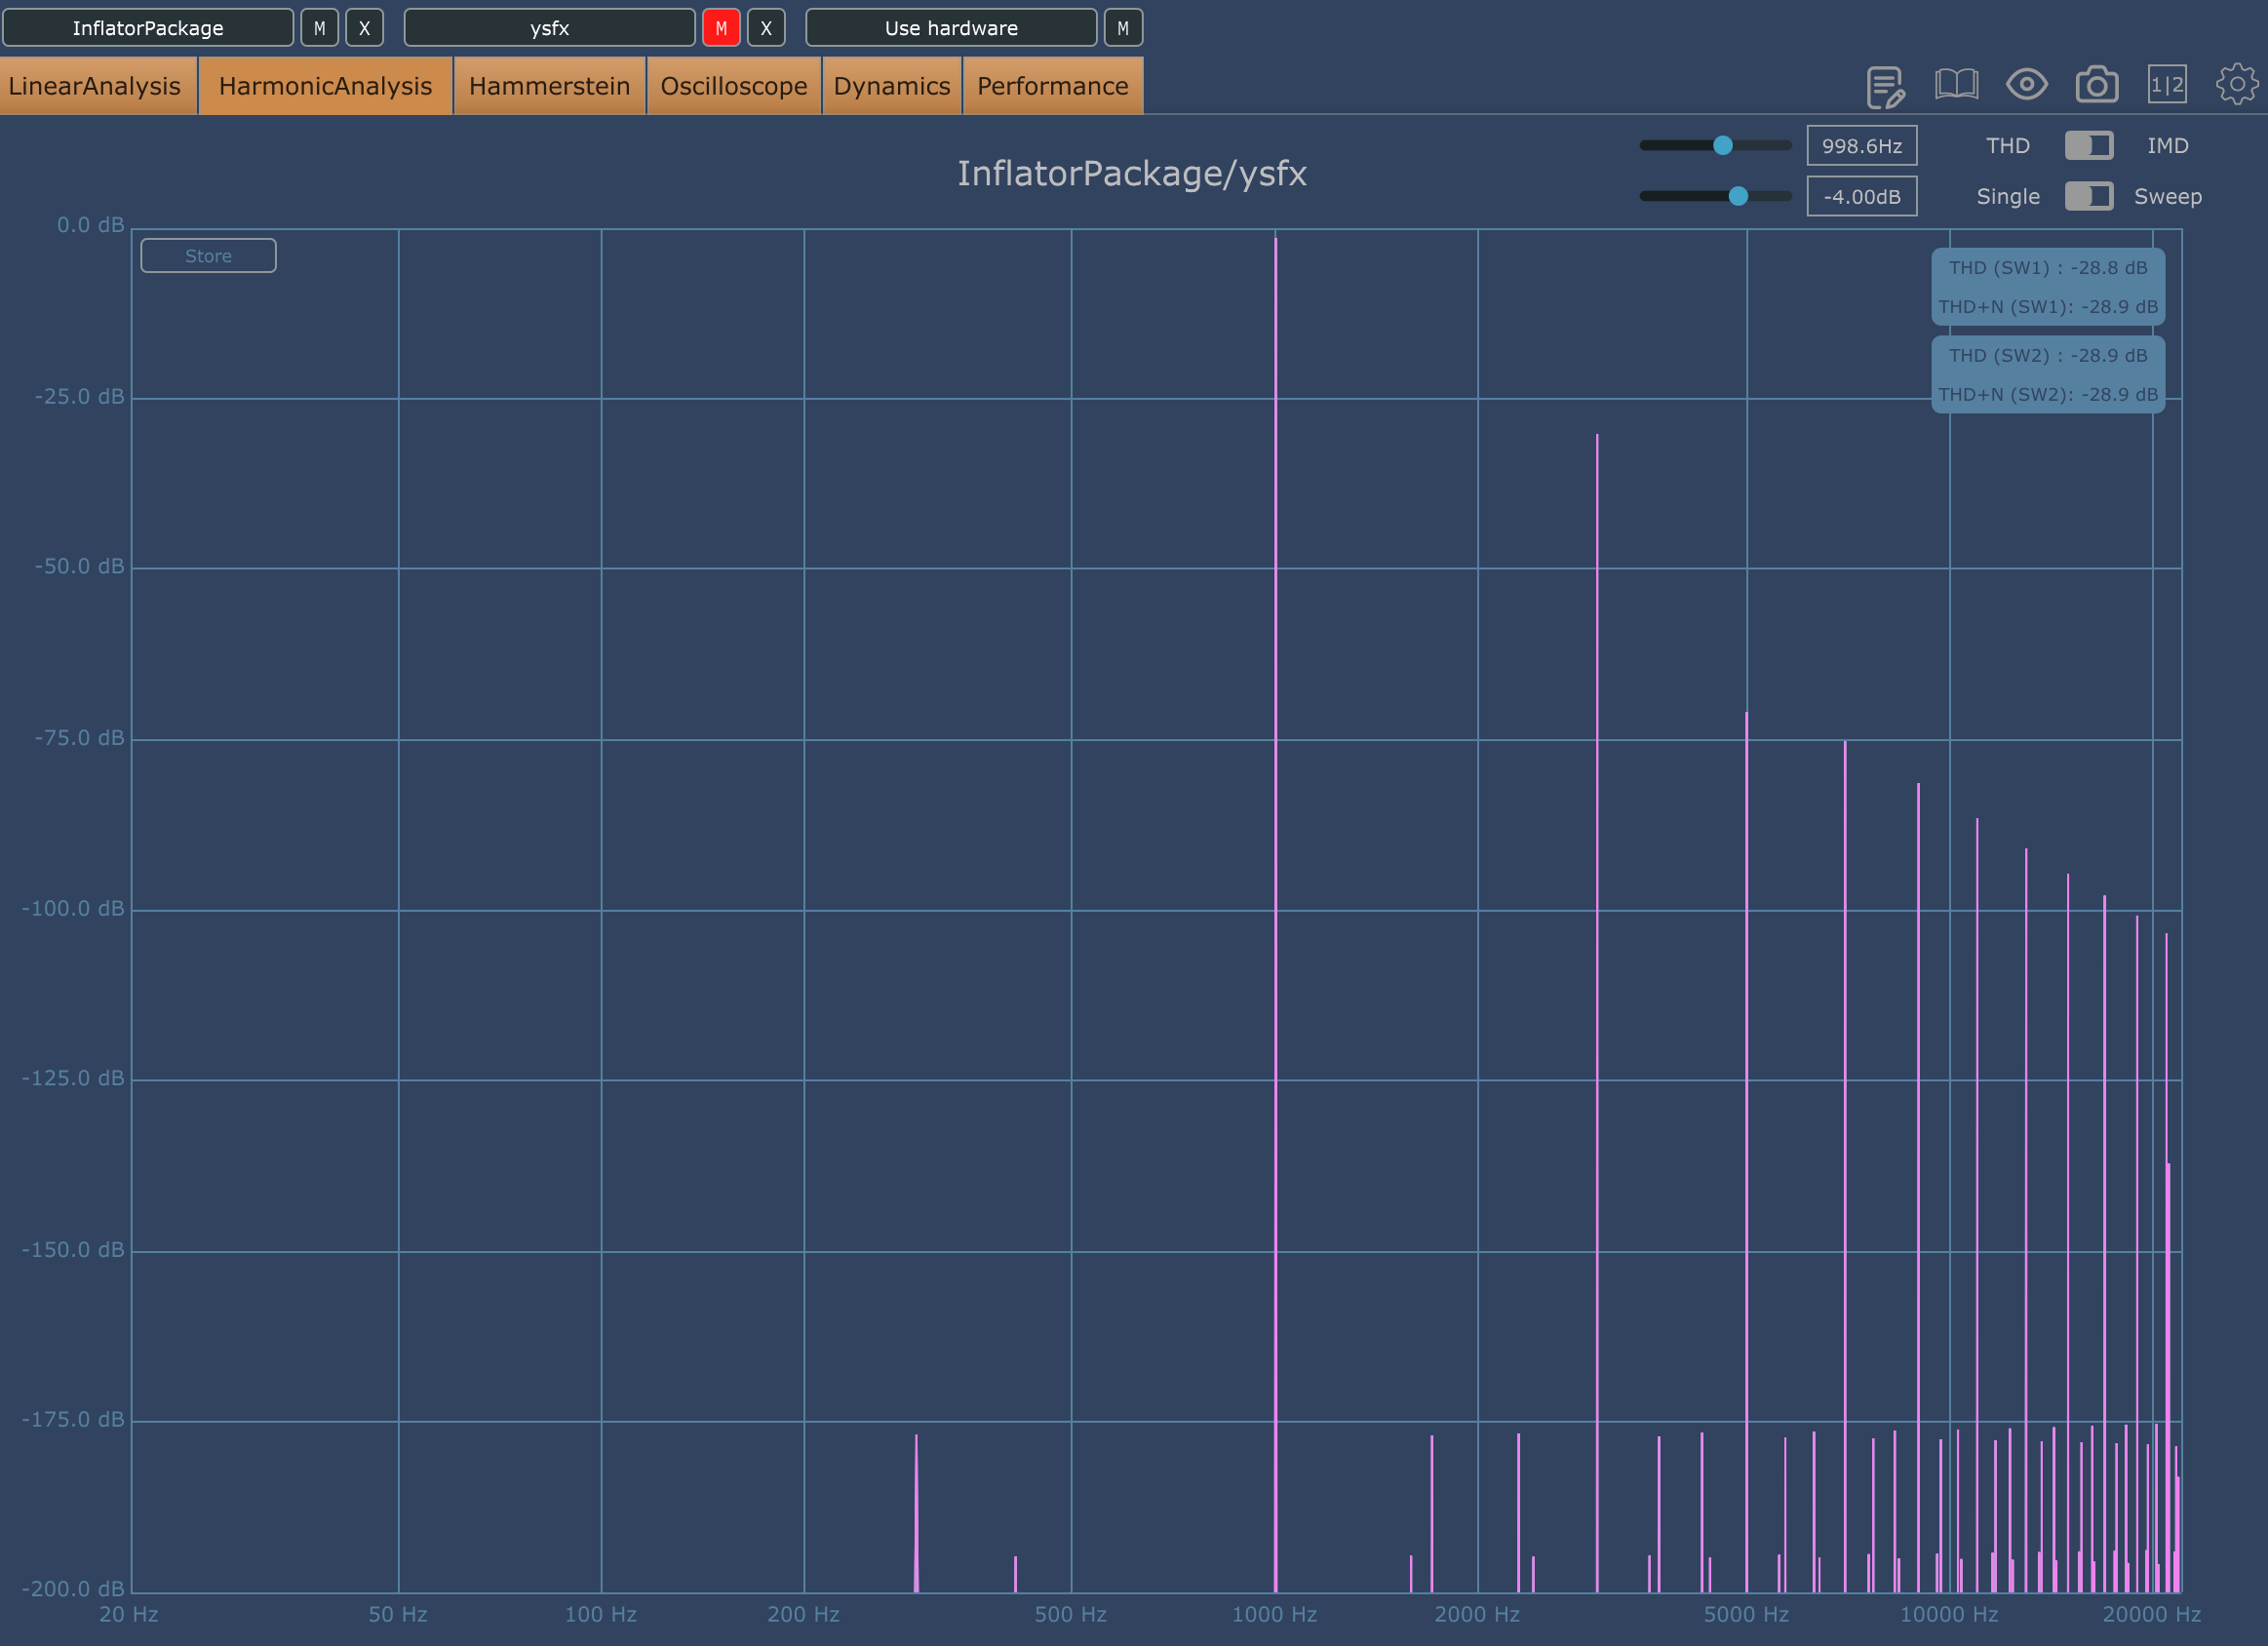 InflatorPackage M X ysfx M X Use hardware M
LinearAnalysis HarmonicAnalysis Hammerstein Oscilloscope Dynamics Performance 1|2
998.6Hz THD IMD
InflatorPackage/ysfx
-4.00dB Single Sweep
0.0 dB
Store
THD (SW1) : -28.8 dB
THD+N (SW1): -28.9 dB
THD (SW2) : -28.9 dB
THD+N (SW2): -28.9 dB
-25.0 dB
-50.0 dB
-75.0 dB
-100.0 dB
-125.0 dB
-150.0 dB
-175.0 dB
-200.0 dB
20 Hz 50 Hz 100 Hz 200 Hz 500 Hz 1000 Hz 2000 Hz 5000 Hz 10000 Hz 20000 Hz